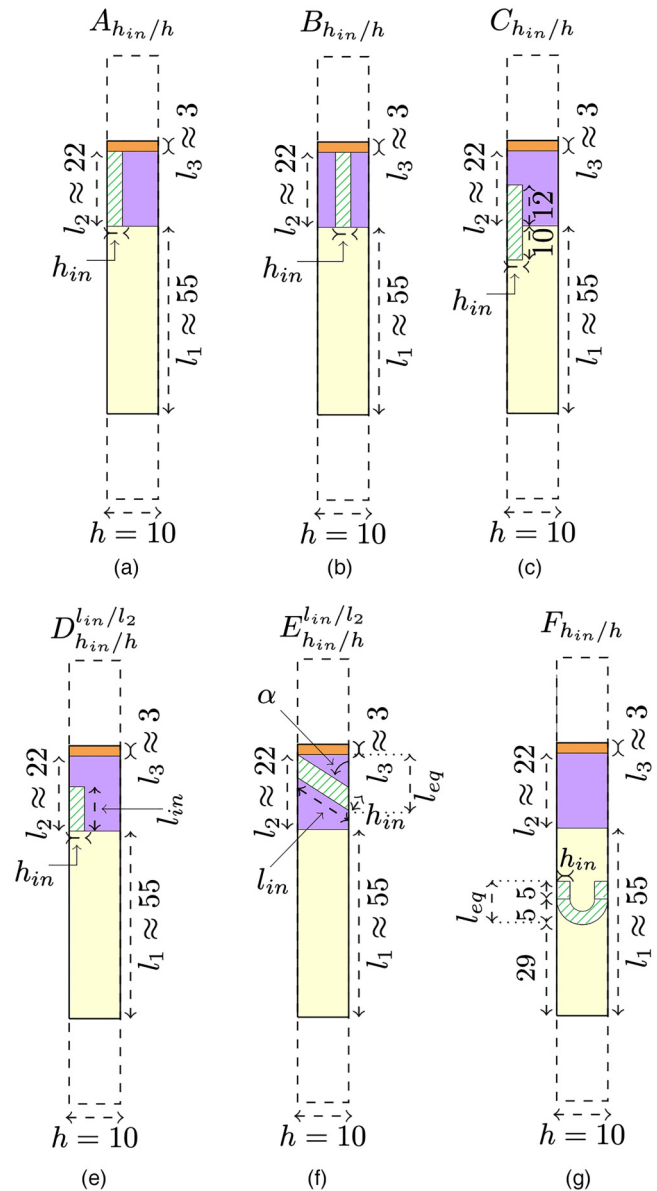 A_{h_{in}/h} B_{h_{in}/h} C_{h_{in}/h}
l_2 ≈ 22 l_3 ≈ 3 h_{in} l_1 ≈ 55 h = 10
l_2 ≈ 22 l_3 ≈ 3 h_{in} l_1 ≈ 55 h = 10
l_2 ≈ 22 l_3 ≈ 3 12 10 h_{in} l_1 ≈ 55 h = 10
(a) (b) (c)
D^{l_{in}/l_2}_{h_{in}/h} E^{l_{in}/l_2}_{h_{in}/h} F_{h_{in}/h}
l_2 ≈ 22 l_3 ≈ 3 l_{in} h_{in} l_1 ≈ 55 h = 10
α l_2 ≈ 22 l_3 ≈ 3 l_{eq} h_{in} l_{in} l_1 ≈ 55 h = 10
l_2 ≈ 22 l_3 ≈ 3 h_{in} l_{eq} 5 5 29 l_1 ≈ 55 h = 10
(e) (f) (g)